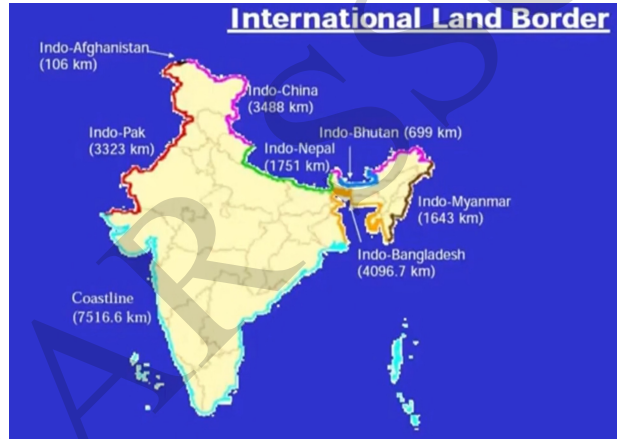 International Land Border
Indo-Afghanistan
(106 km)
Indo-China
(3488 km)
Indo-Pak
(3323 km)
Indo-Bhutan (699 km)
Indo-Nepal
(1751 km)
Indo-Myanmar
(1643 km)
Indo-Bangladesh
(4096.7 km)
Coastline
(7516.6 km)